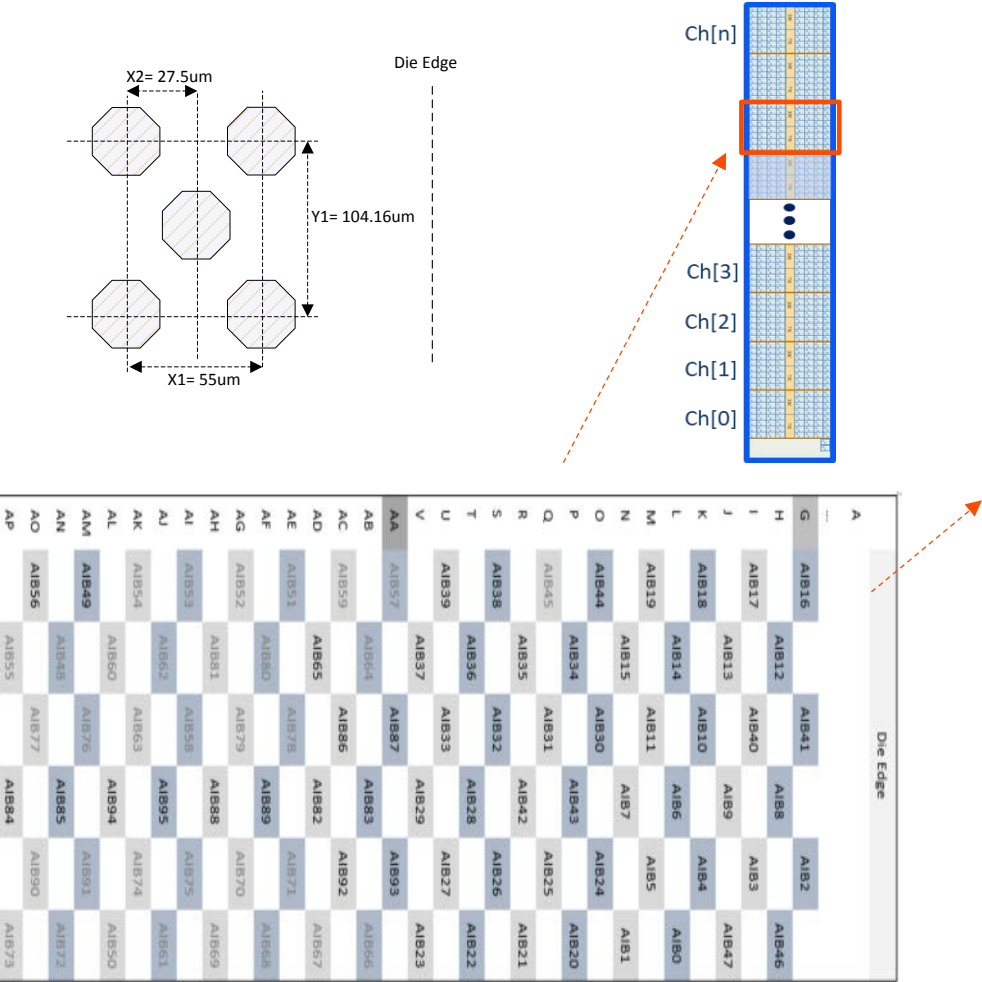 X2= 27.5um
Die Edge
Y1= 104.16um
X1= 55um
Ch[n]
Ch[3]
Ch[2]
Ch[1]
Ch[0]
Die Edge
A
...
G AIB16 AIB41 AIB2
H AIB12 AIB8 AIB46
I AIB17 AIB40 AIB3
J AIB13 AIB9 AIB47
K AIB18 AIB10 AIB4
L AIB14 AIB6 AIB0
M AIB19 AIB11 AIB5
N AIB15 AIB7 AIB1
O AIB44 AIB30 AIB24
P AIB34 AIB43 AIB20
Q AIB45 AIB31 AIB25
R AIB35 AIB42 AIB21
S AIB38 AIB32 AIB26
T AIB36 AIB28 AIB22
U AIB39 AIB33 AIB27
V AIB37 AIB29 AIB23
AA AIB57 AIB87 AIB93
AB AIB64 AIB83 AIB66
AC AIB59 AIB86 AIB92
AD AIB65 AIB82 AIB67
AE AIB51 AIB78 AIB71
AF AIB80 AIB89 AIB68
AG AIB52 AIB79 AIB70
AH AIB81 AIB88 AIB69
AI AIB53 AIB58 AIB75
AJ AIB62 AIB95 AIB61
AK AIB54 AIB63 AIB74
AL AIB60 AIB94 AIB50
AM AIB49 AIB76 AIB91
AN AIB48 AIB85 AIB72
AO AIB56 AIB77 AIB90
AP AIB55 AIB84 AIB73